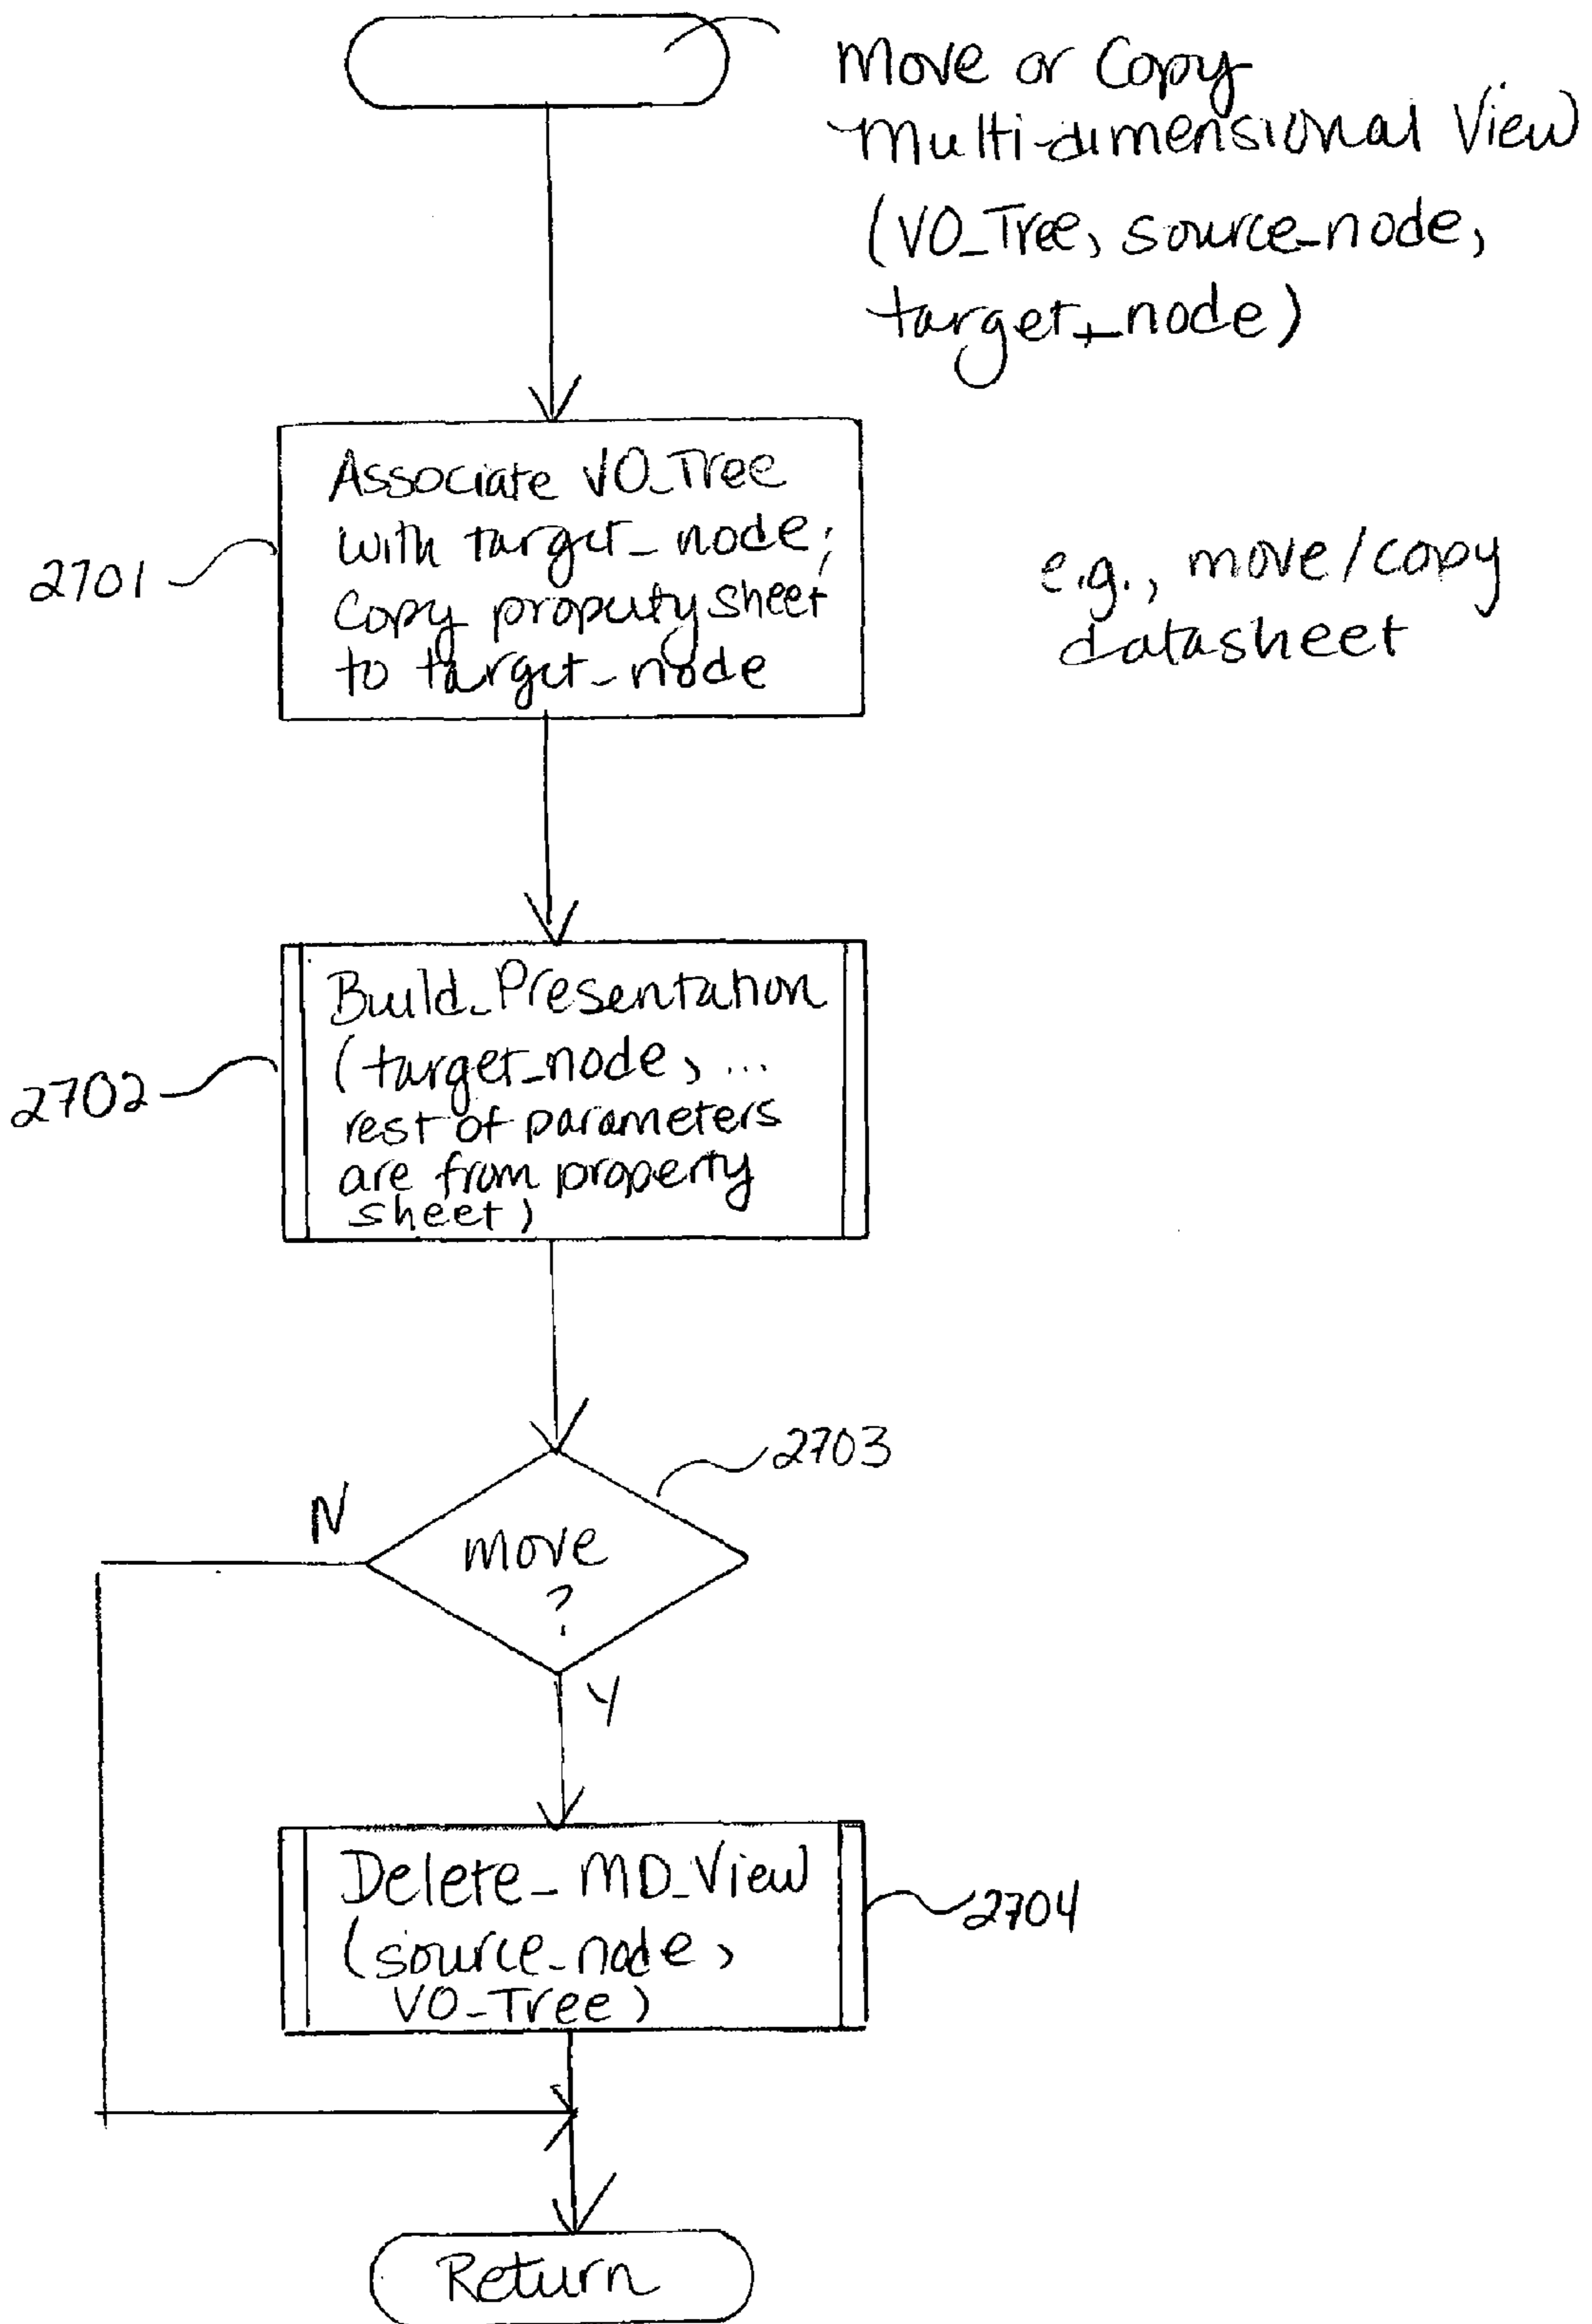 Move or Copy
Multi-dimensional View
(VO_Tree, source_node,
target_node)
Associate VO_Tree
with target_node;
Copy property sheet
to target_node
2701
e.g., move/copy
datasheet
Build_Presentation
(target_node, ...
rest of parameters
are from property
sheet)
2702
2703
N
move
?
Y
Delete_MD_View
(source_node,
VO_Tree)
2704
Return